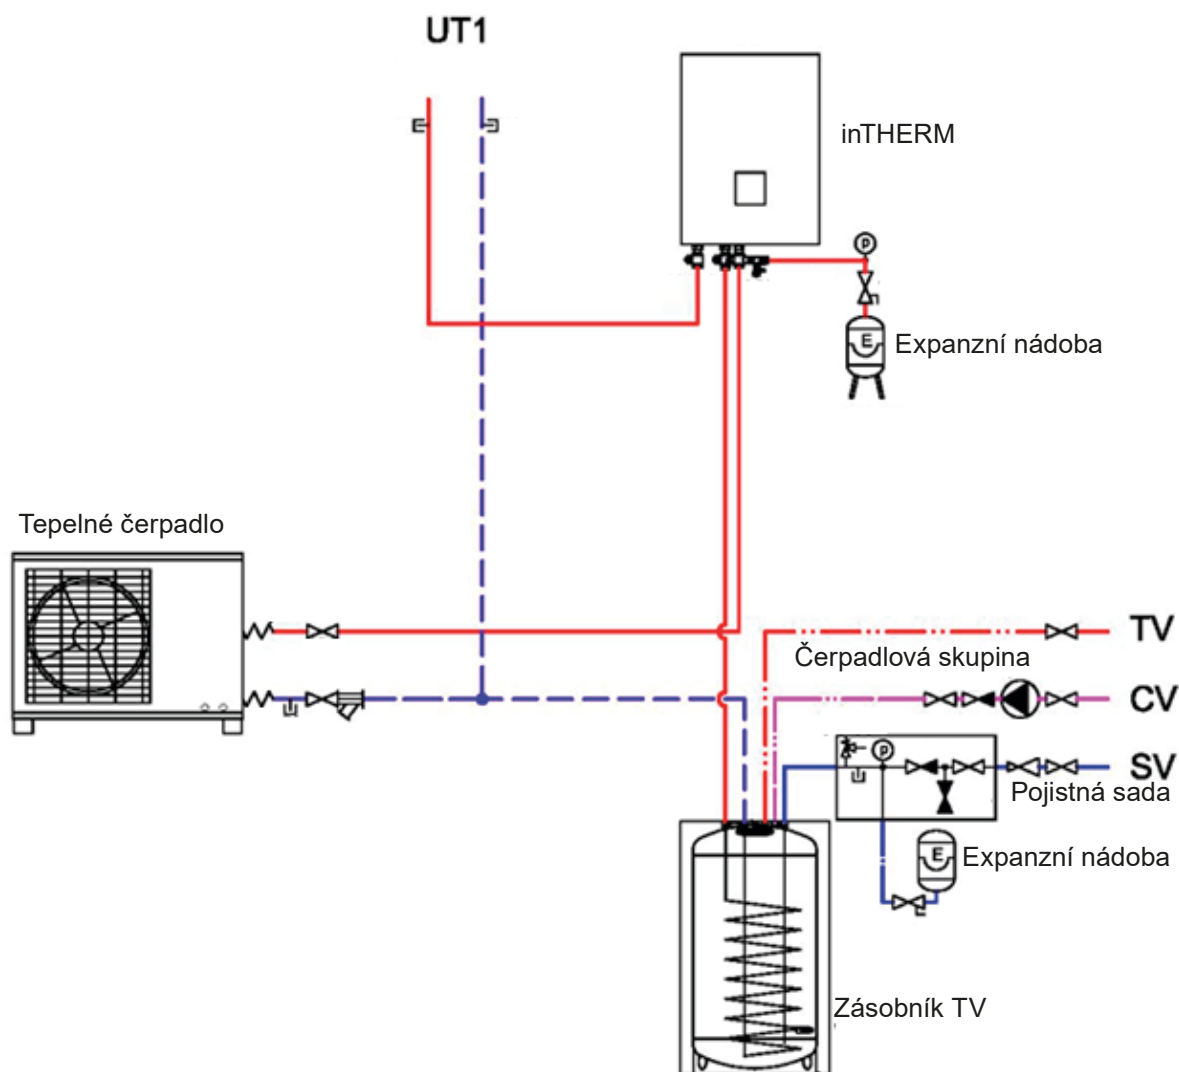 UT1
inTHERM
P
E
Expanzní nádoba
Tepelné čerpadlo
TV
Čerpadlová skupina
CV
P
SV
Pojistná sada
E
Expanzní nádoba
Zásobník TV